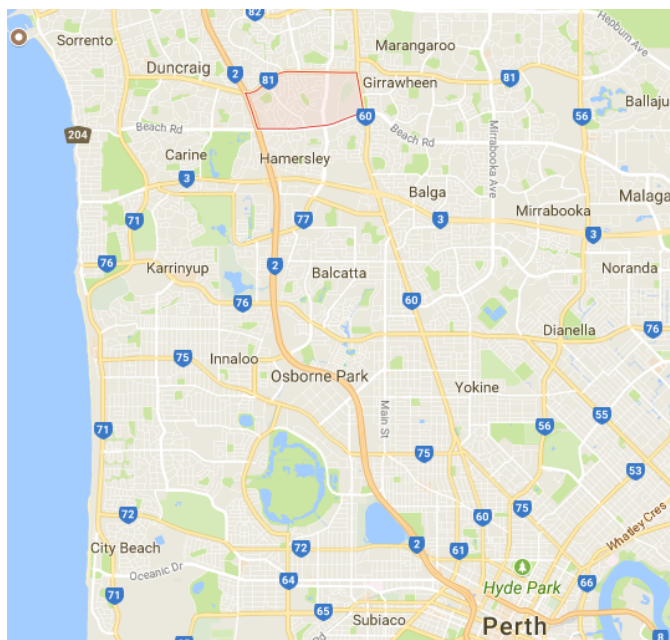 82
Hepburn Ave
Sorrento
Marangaroo
Duncraig
2
81
Girrawheen
81
Ballaju
204
Beach Rd
60
Beach Rd
Mirrabooka Ave
56
Carine
Hamersley
3
Balga
Malaga
71
77
3
Mirrabooka
3
76
Karrinyup
2
Balcatta
Noranda
76
60
Dianella
76
75
Innaloo
Osborne Park
Yokine
71
Main St
56
55
75
53
72
60
75
Whatley Cres
City Beach
72
2
61
Oceanic Dr
64
Hyde Park
66
71
65
Subiaco
Perth
8